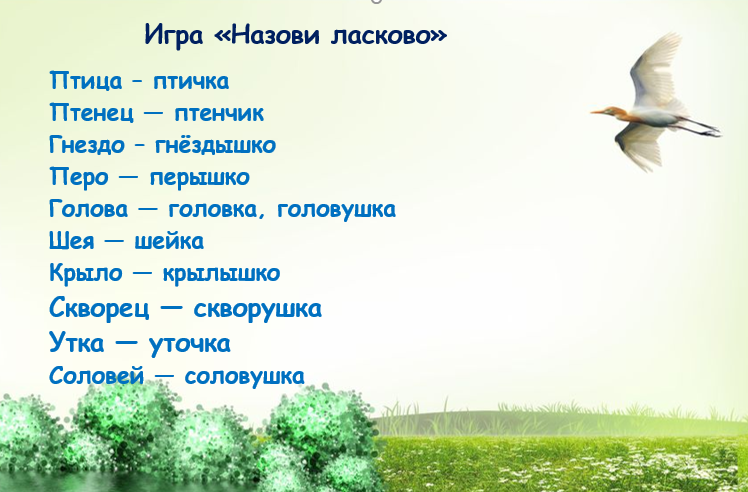 Игра «Назови ласково»
Птица – птичка
Птенец — птенчик
Гнездо – гнёздышко
Перо — перышко
Голова — головка, головушка
Шея — шейка
Крыло — крылышко
Скворец — скворушка
Утка — уточка
Соловей — соловушка